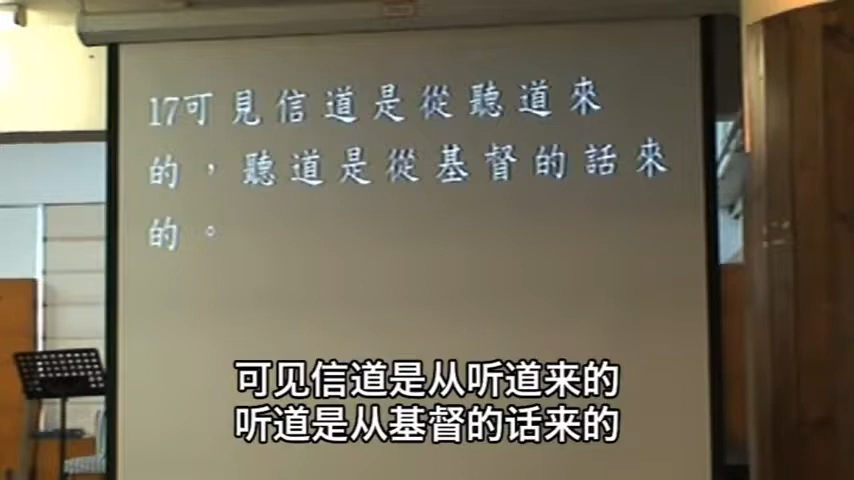 17可見信道是從聽道來
的，聽道是從基督的話來
的。
可见信道是从听道来的
听道是从基督的话来的